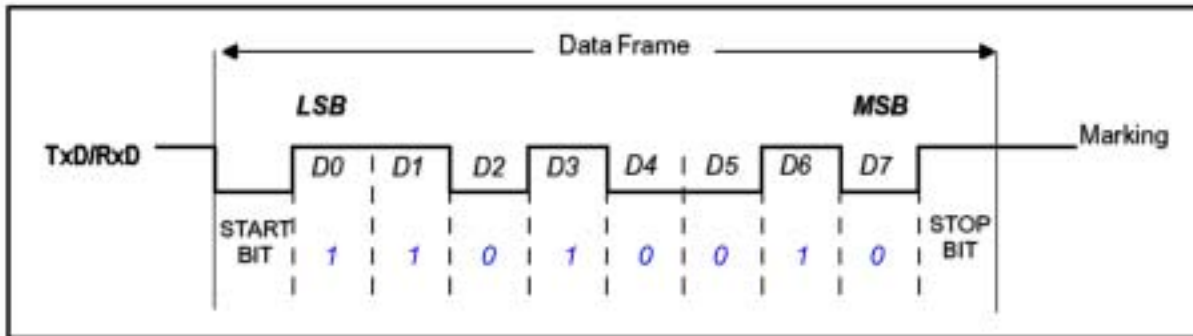 Data Frame
LSB MSB
TxD/RxD D0 D1 D2 D3 D4 D5 D6 D7 Marking
START BIT 1 1 0 1 0 0 1 0 STOP BIT